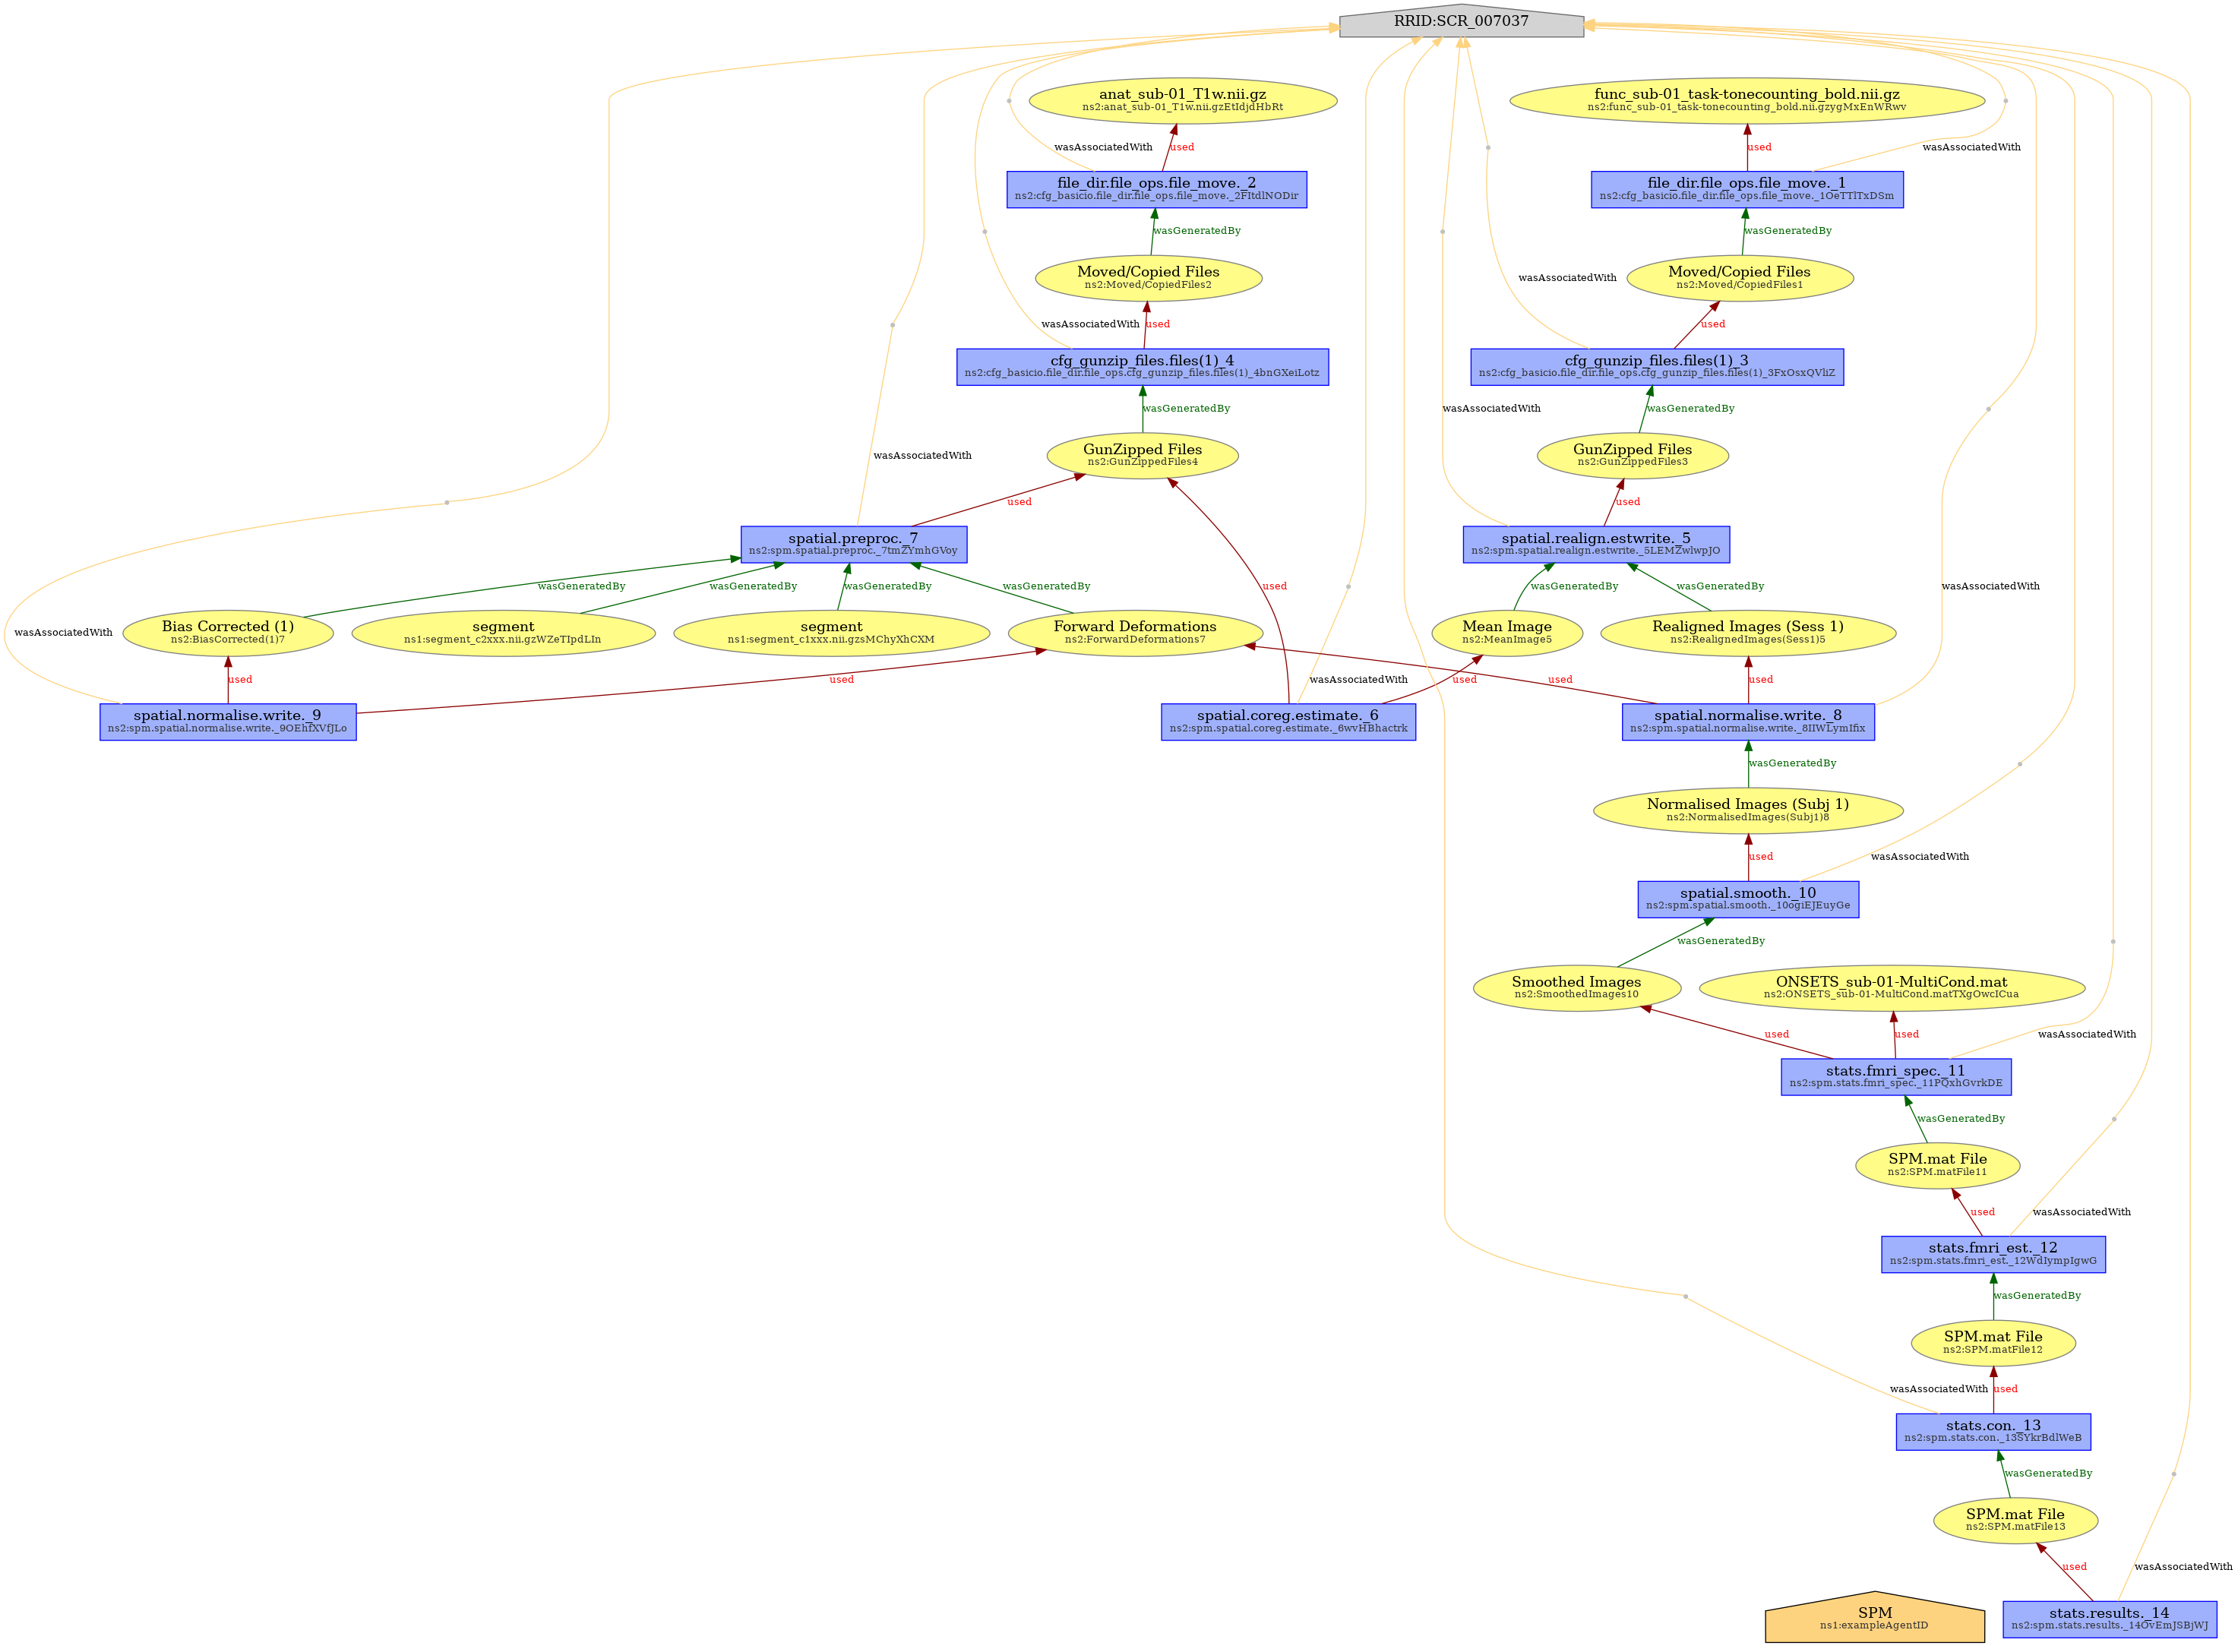 RRID:SCR_007037
anat_sub-01_T1w.nii.gz
ns2:anat_sub-01_T1w.nii.gzEtIdjdHbRt
func_sub-01_task-tonecounting_bold.nii.gz
ns2:func_sub-01_task-tonecounting_bold.nii.gzygMxEnWRwv
wasAssociatedWith
used
used
wasAssociatedWith
file_dir.file_ops.file_move._2
ns2:cfg_basicio.file_dir.file_ops.file_move._2FItdlNODir
file_dir.file_ops.file_move._1
ns2:cfg_basicio.file_dir.file_ops.file_move._1OeTTlTxDSm
wasGeneratedBy
wasGeneratedBy
Moved/Copied Files
ns2:Moved/CopiedFiles2
Moved/Copied Files
ns2:Moved/CopiedFiles1
wasAssociatedWith
wasAssociatedWith
used
used
cfg_gunzip_files.files(1)_4
ns2:cfg_basicio.file_dir.file_ops.cfg_gunzip_files.files(1)_4bnGXeiLotz
cfg_gunzip_files.files(1)_3
ns2:cfg_basicio.file_dir.file_ops.cfg_gunzip_files.files(1)_3FxOsxQVliZ
wasGeneratedBy
wasAssociatedWith
wasGeneratedBy
wasAssociatedWith
GunZipped Files
ns2:GunZippedFiles4
GunZipped Files
ns2:GunZippedFiles3
used
used
spatial.preproc._7
ns2:spm.spatial.preproc._7tmZYmhGVoy
spatial.realign.estwrite._5
ns2:spm.spatial.realign.estwrite._5LEMZwlwpJO
wasGeneratedBy
wasGeneratedBy
wasGeneratedBy
wasGeneratedBy
used
wasGeneratedBy
wasGeneratedBy
wasAssociatedWith
wasAssociatedWith
Bias Corrected (1)
ns2:BiasCorrected(1)7
segment
ns1:segment_c2xxx.nii.gzWZeTIpdLIn
segment
ns1:segment_c1xxx.nii.gzsMChyXhCXM
Forward Deformations
ns2:ForwardDeformations7
Mean Image
ns2:MeanImage5
Realigned Images (Sess 1)
ns2:RealignedImages(Sess1)5
used
used
wasAssociatedWith
used
used
used
spatial.normalise.write._9
ns2:spm.spatial.normalise.write._9OEhfXVfJLo
spatial.coreg.estimate._6
ns2:spm.spatial.coreg.estimate._6wvHBhactrk
spatial.normalise.write._8
ns2:spm.spatial.normalise.write._8IIWLymIfix
wasGeneratedBy
Normalised Images (Subj 1)
ns2:NormalisedImages(Subj1)8
used
wasAssociatedWith
spatial.smooth._10
ns2:spm.spatial.smooth._10ogiEJEuyGe
wasGeneratedBy
Smoothed Images
ns2:SmoothedImages10
ONSETS_sub-01-MultiCond.mat
ns2:ONSETS_sub-01-MultiCond.matTXgOwcICua
used
used
wasAssociatedWith
stats.fmri_spec._11
ns2:spm.stats.fmri_spec._11PQxhGvrkDE
wasGeneratedBy
SPM.mat File
ns2:SPM.matFile11
used
wasAssociatedWith
stats.fmri_est._12
ns2:spm.stats.fmri_est._12WdIympIgwG
wasGeneratedBy
SPM.mat File
ns2:SPM.matFile12
wasAssociatedWith
used
stats.con._13
ns2:spm.stats.con._13SYkrBdlWeB
wasGeneratedBy
SPM.mat File
ns2:SPM.matFile13
used
wasAssociatedWith
SPM
ns1:exampleAgentID
stats.results._14
ns2:spm.stats.results._14OvEmJSBjWJ